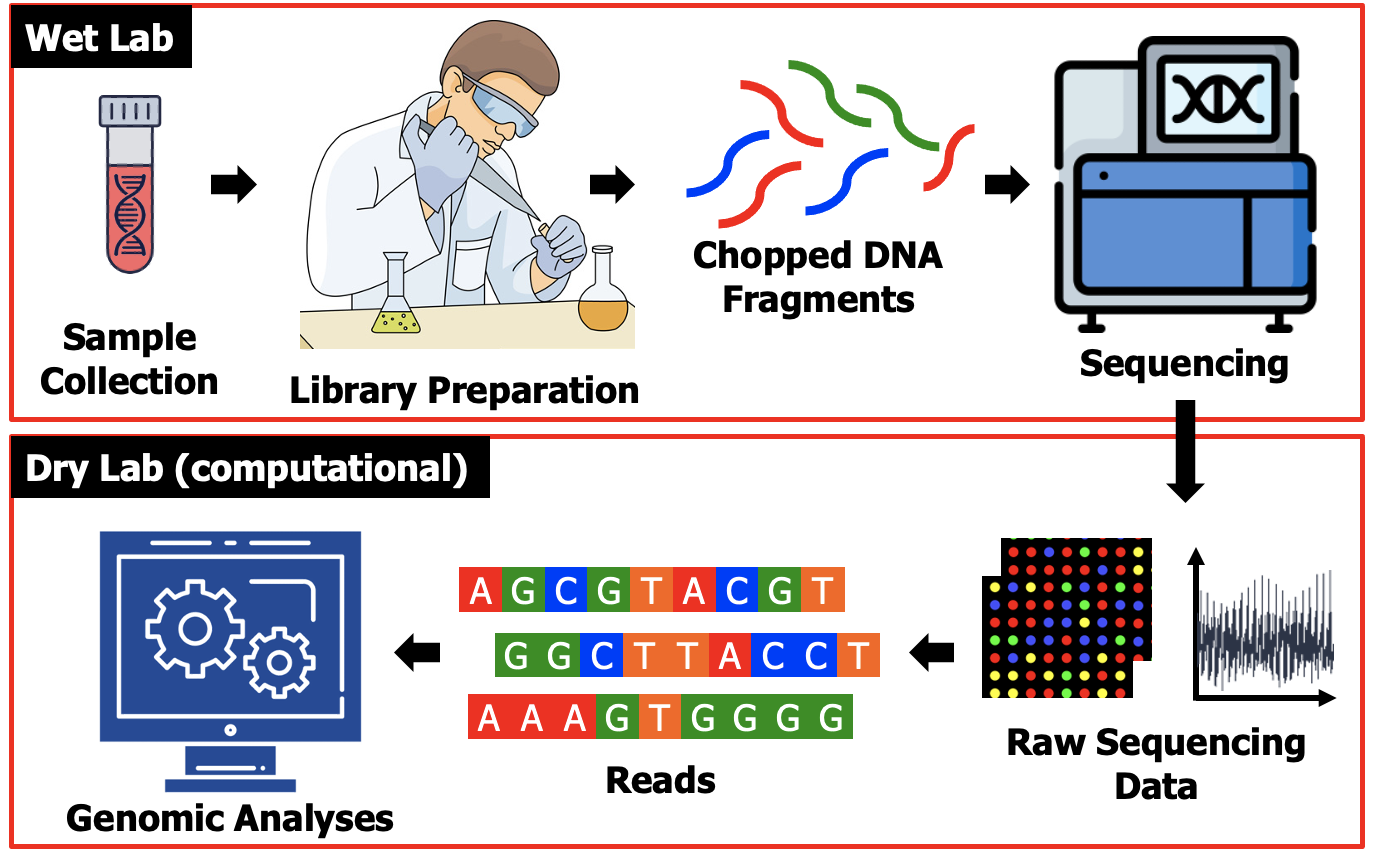 Wet Lab
Sample
Collection
Library Preparation
Chopped DNA
Fragments
Sequencing
Dry Lab (computational)
Raw Sequencing
Data
A G C G T A C G T
G G C T T A C C T
A A A G T G G G G
Reads
Genomic Analyses